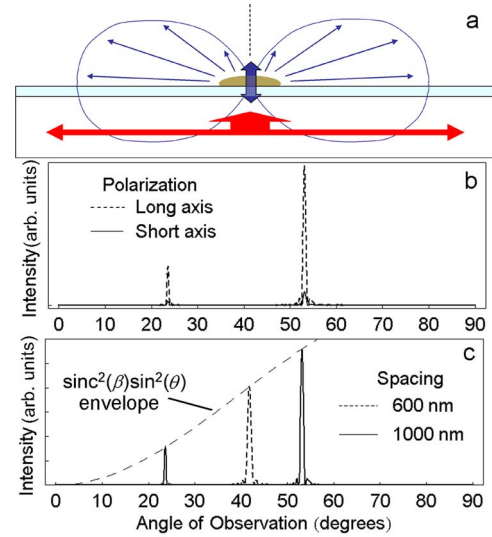 a
b
Intensity(arb. units)
Polarization
Long axis
Short axis
0 10 20 30 40 50 60 70 80 90
c
Intensity (arb. units)
sinc²(β)sin²(θ)
envelope
Spacing
600 nm
1000 nm
0 10 20 30 40 50 60 70 80 90
Angle of Observation (degrees)